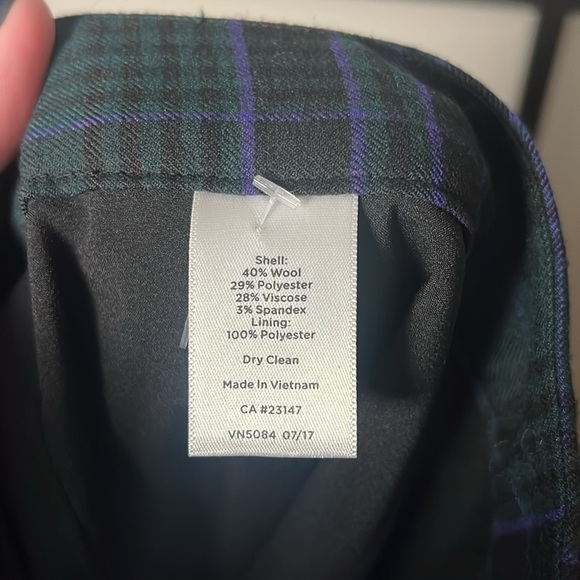 Shell:
40% Wool
29% Polyester
28% Viscose
3% Spandex
Lining:
100% Polyester
Dry Clean
Made In Vietnam
CA #23147
VN5084 07/17